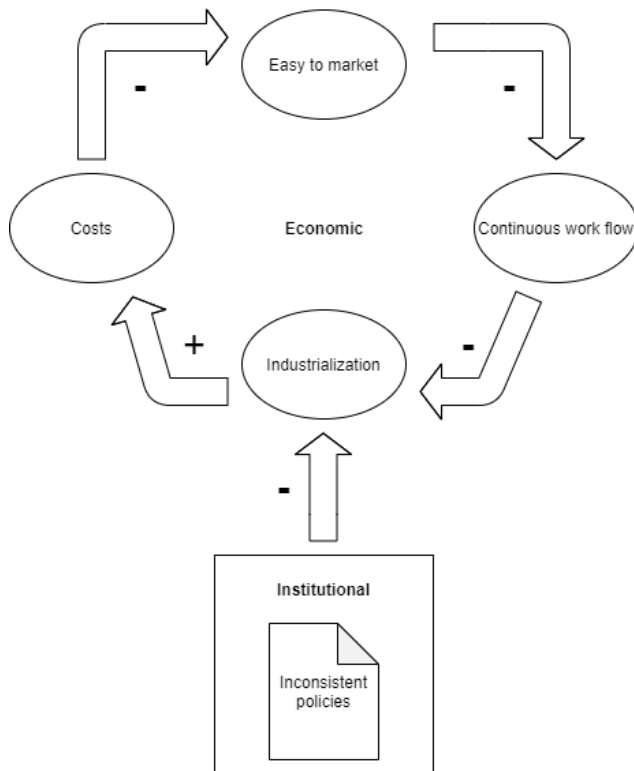 Easy to market
-
-
Costs
Economic
Continuous work flow
+
-
Industrialization
-
Institutional
Inconsistent
policies